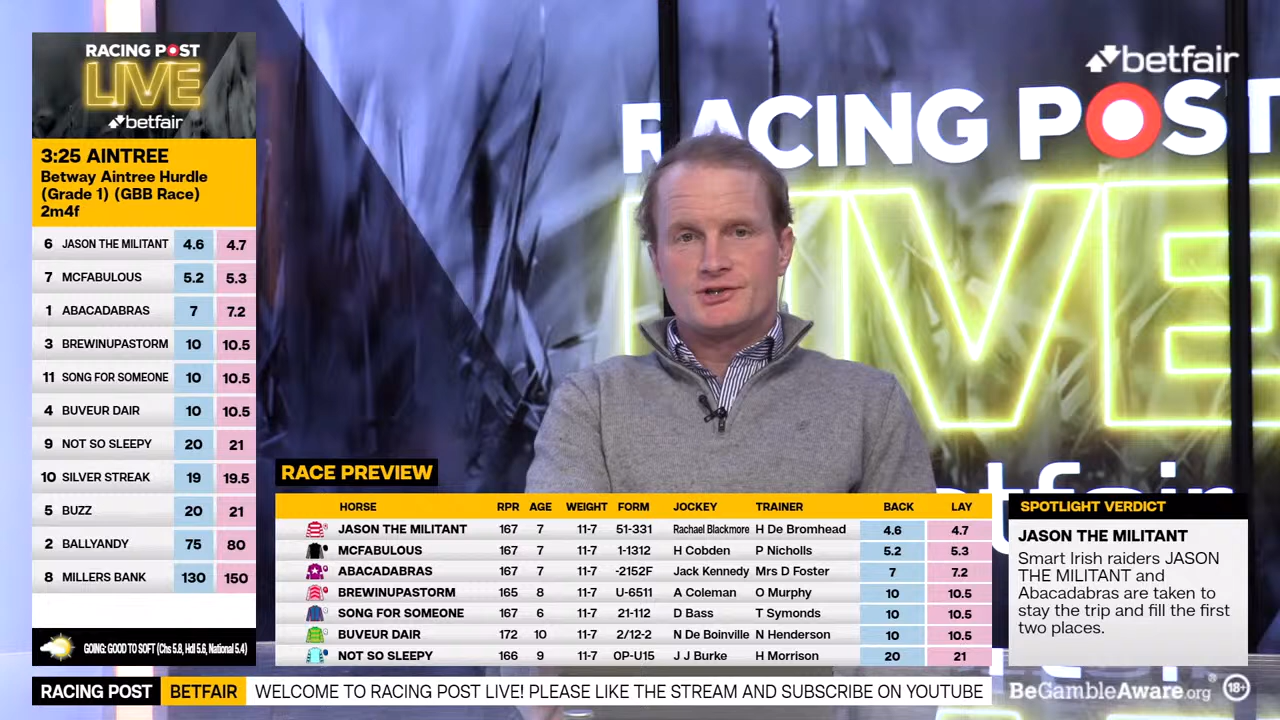 RACING POST
LIVE
betfair
3:25 AINTREE
Betway Aintree Hurdle
(Grade 1) (GBB Race)
2m4f
6 JASON THE MILITANT 4.6 4.7
7 MCFABULOUS 5.2 5.3
1 ABACADABRAS 7 7.2
3 BREWINUPASTORM 10 10.5
11 SONG FOR SOMEONE 10 10.5
4 BUVEUR DAIR 10 10.5
9 NOT SO SLEEPY 20 21
10 SILVER STREAK 19 19.5
5 BUZZ 20 21
2 BALLYANDY 75 80
8 MILLERS BANK 130 150
GOING: GOOD TO SOFT (Chs 5.8, Hdl 5.6, National 5.4)
betfair
RACING POST
LIVE
betfair
RACE PREVIEW
HORSE RPR AGE WEIGHT FORM JOCKEY TRAINER BACK LAY
JASON THE MILITANT 167 7 11-7 51-331 Rachael Blackmore H De Bromhead 4.6 4.7
MCFABULOUS 167 7 11-7 1-1312 H Cobden P Nicholls 5.2 5.3
ABACADABRAS 167 7 11-7 -2152F Jack Kennedy Mrs D Foster 7 7.2
BREWINUPASTORM 165 8 11-7 U-6511 A Coleman O Murphy 10 10.5
SONG FOR SOMEONE 167 6 11-7 21-112 D Bass T Symonds 10 10.5
BUVEUR DAIR 172 10 11-7 2/12-2 N De Boinville N Henderson 10 10.5
NOT SO SLEEPY 166 9 11-7 0P-U15 J J Burke H Morrison 20 21
SPOTLIGHT VERDICT
JASON THE MILITANT
Smart Irish raiders JASON
THE MILITANT and
Abacadabras are taken to
stay the trip and fill the first
two places.
RACING POST BETFAIR WELCOME TO RACING POST LIVE! PLEASE LIKE THE STREAM AND SUBSCRIBE ON YOUTUBE
BeGambleAware.org® 18+